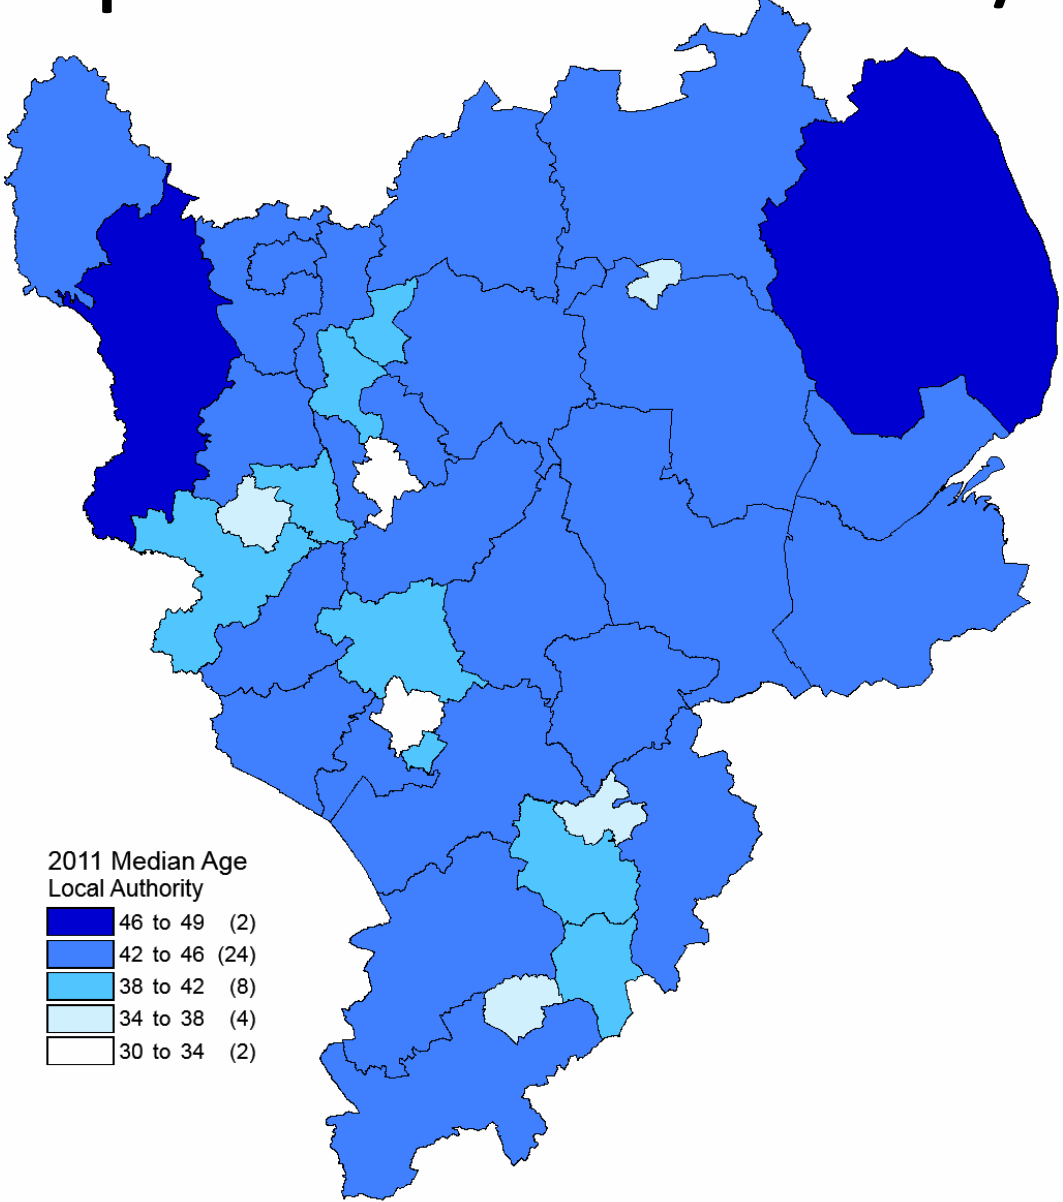 2011 Median Age
Local Authority
46 to 49 (2)
42 to 46 (24)
38 to 42 (8)
34 to 38 (4)
30 to 34 (2)